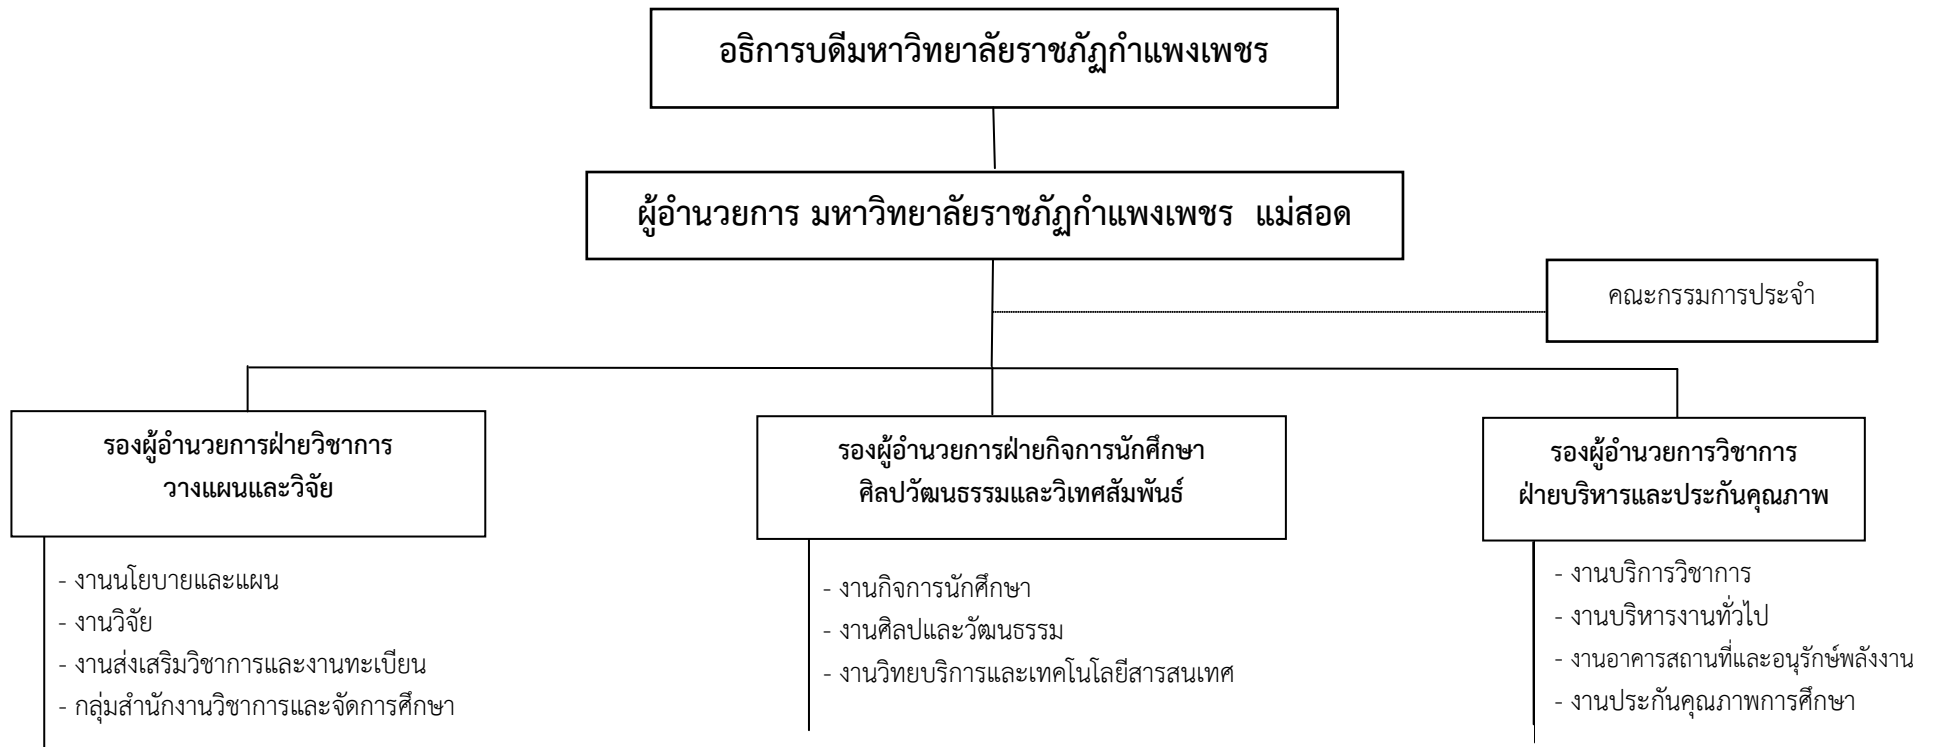 อธิการบดีมหาวิทยาลัยราชภัฏกำแพงเพชร
ผู้อำนวยการ มหาวิทยาลัยราชภัฏกำแพงเพชร แม่สอด
คณะกรรมการประจำ
รองผู้อำนวยการฝ่ายวิชาการ
วางแผนและวิจัย
- งานนโยบายและแผน
- งานวิจัย
- งานส่งเสริมวิชาการและงานทะเบียน
- กลุ่มสำนักงานวิชาการและจัดการศึกษา
รองผู้อำนวยการฝ่ายกิจการนักศึกษา
ศิลปวัฒนธรรมและวิเทศสัมพันธ์
- งานกิจการนักศึกษา
- งานศิลปและวัฒนธรรม
- งานวิทยบริการและเทคโนโลยีสารสนเทศ
รองผู้อำนวยการวิชาการ
ฝ่ายบริหารและประกันคุณภาพ
- งานบริการวิชาการ
- งานบริหารงานทั่วไป
- งานอาคารสถานที่และอนุรักษ์พลังงาน
- งานประกันคุณภาพการศึกษา